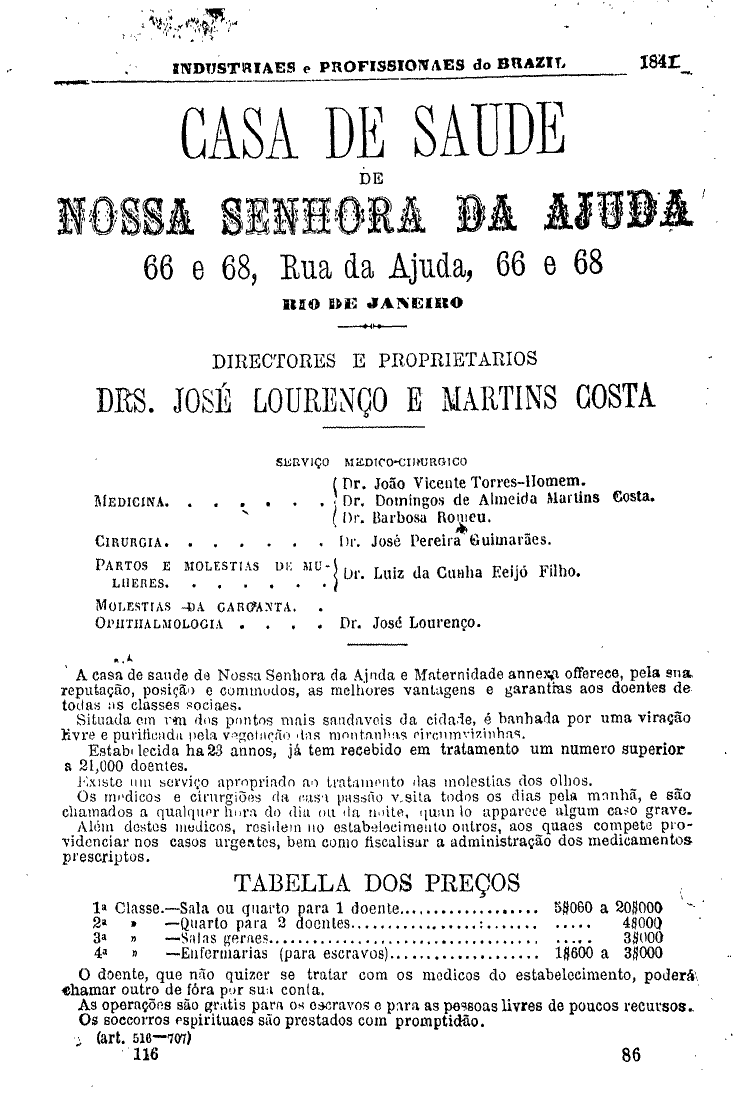 INDUSTRIAES e PROFISSIONAES do BRAZIL 1841
CASA DE SAUDE
DE
NOSSA SENHORA DA AJUDA
66 e 68, Rua da Ajuda, 66 e 68
RIO DE JANEIRO
DIRECTORES E PROPRIETARIOS
DRS. JOSÉ LOURENÇO E MARTINS COSTA
SERVIÇO MEDICO-CIRURGICO
Dr. João Vicente Torres-Homem.
MEDICINA. . . . . . . Dr. Domingos de Almeida Martins Costa.
Dr. Barbosa Romeu.
CIRURGIA. . . . . . . Dr. José Pereira Guimarães.
PARTOS E MOLESTIAS DE MU-
LHERES. . . . . . . Dr. Luiz da Cunha Feijó Filho.
MOLESTIAS DA GARGANTA. .
OPHTHALMOLOGIA . . . . Dr. José Lourenço.
A casa de saude de Nossa Senhora da Ajuda e Maternidade annexa offerece, pela sua
reputação, posição e commodos, as melhores vantagens e garantias aos doentes de
todas as classes sociaes.
Situada em um dos pontos mais saudaveis da cidade, é banhada por uma viração
livre e purificada pela vegetação das montanhas circumvizinhas.
Estabelecida ha 23 annos, já tem recebido em tratamento um numero superior
a 21,000 doentes.
Existe um serviço apropriado ao tratamento das molestias dos olhos.
Os medicos e cirurgiões da casa passão visita todos os dias pela manhã, e são
chamados a qualquer hora do dia ou da noite, quando apparece algum caso grave.
Além destes medicos, residem no estabelecimento outros, aos quaes compete pro-
videnciar nos casos urgentes, bem como fiscalisar a administração dos medicamentos
prescriptos.
TABELLA DOS PREÇOS
1ª Classe.—Sala ou quarto para 1 doente................... 5$000 a 20$000
2ª » —Quarto para 2 doentes................:...... ..... 4$000
3ª » —Salas geraes..................................... ..... 3$000
4ª » —Enfermarias (para escravos)..................... 1$600 a 3$000
O doente, que não quizer se tratar com os medicos do estabelecimento, poderá
chamar outro de fóra por sua conta.
As operações são gratis para os escravos e para as pessoas livres de poucos recursos.
Os soccorros espirituaes são prestados com promptidão.
(art. 516—707)
116 86